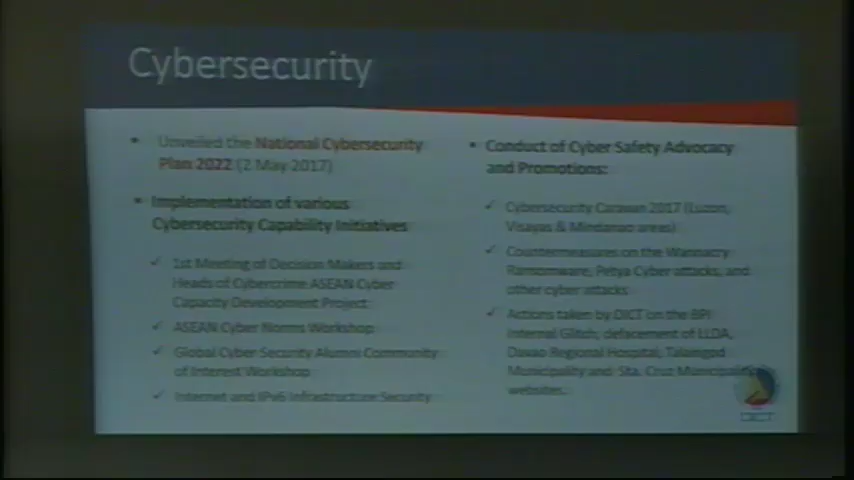 Cybersecurity
Unveiled the National Cybersecurity
Plan 2022 (2 May 2017)
Implementation of various
Cybersecurity Capability Initiatives
1st Meeting of Decision Makers and
Heads of Cybercrime ASEAN Cyber
Capacity Development Project
ASEAN Cyber Norms Workshop
Global Cyber Security Alumni Community
of Interest Workshop
Internet and IPv6 Infrastructure Security
Conduct of Cyber Safety Advocacy
and Promotions:
Cybersecurity Caravan 2017 (Luzon,
Visayas & Mindanao areas)
Countermeasures on the Wannacry
Ransomware, Petya Cyber attacks, and
other cyber attacks
Actions taken by DICT on the BPI
Internal Glitch, defacement of LLDA,
Davao Regional Hospital, Talaingod
Municipality and Sta. Cruz Municipality
websites.